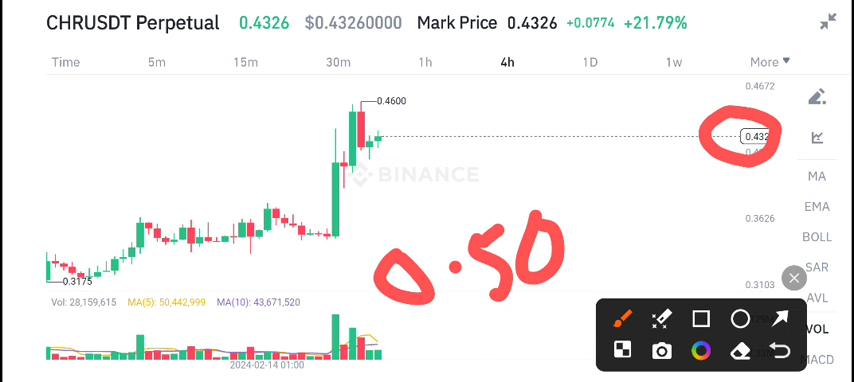 CHRUSDT Perpetual 0.4326 $0.43260000 Mark Price 0.4326 +0.0774 +21.79%
Time 5m 15m 30m 1h 4h 1D 1w More
0.4672
0.4600
0.432
BINANCE
MA
EMA
0.3626
0.50
BOLL
SAR
0.3175
0.3103
AVL
Vol: 28,159,615 MA(5): 50,442,999 MA(10): 43,671,520
VOL
MACD
2024-02-14 01:00